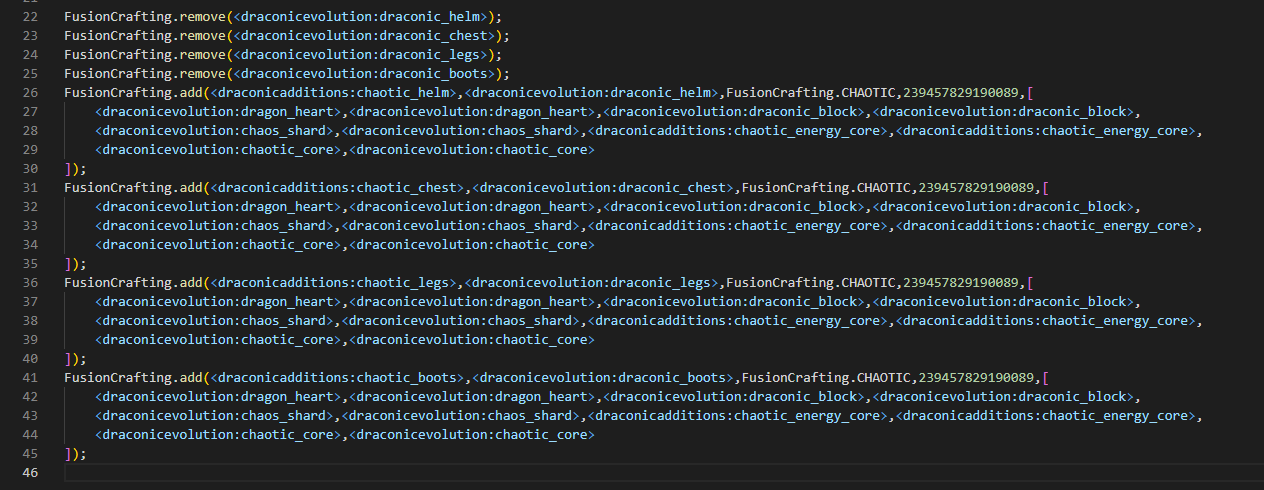 22 FusionCrafting.remove(<draconicevolution:draconic_helm>);
23 FusionCrafting.remove(<draconicevolution:draconic_chest>);
24 FusionCrafting.remove(<draconicevolution:draconic_legs>);
25 FusionCrafting.remove(<draconicevolution:draconic_boots>);
26 FusionCrafting.add(<draconicadditions:chaotic_helm>,<draconicevolution:draconic_helm>,FusionCrafting.CHAOTIC,239457829190089,[
27 <draconicevolution:dragon_heart>,<draconicevolution:dragon_heart>,<draconicevolution:draconic_block>,<draconicevolution:draconic_block>,
28 <draconicevolution:chaos_shard>,<draconicevolution:chaos_shard>,<draconicadditions:chaotic_energy_core>,<draconicadditions:chaotic_energy_core>,
29 <draconicevolution:chaotic_core>,<draconicevolution:chaotic_core>
30 ]);
31 FusionCrafting.add(<draconicadditions:chaotic_chest>,<draconicevolution:draconic_chest>,FusionCrafting.CHAOTIC,239457829190089,[
32 <draconicevolution:dragon_heart>,<draconicevolution:dragon_heart>,<draconicevolution:draconic_block>,<draconicevolution:draconic_block>,
33 <draconicevolution:chaos_shard>,<draconicevolution:chaos_shard>,<draconicadditions:chaotic_energy_core>,<draconicadditions:chaotic_energy_core>,
34 <draconicevolution:chaotic_core>,<draconicevolution:chaotic_core>
35 ]);
36 FusionCrafting.add(<draconicadditions:chaotic_legs>,<draconicevolution:draconic_legs>,FusionCrafting.CHAOTIC,239457829190089,[
37 <draconicevolution:dragon_heart>,<draconicevolution:dragon_heart>,<draconicevolution:draconic_block>,<draconicevolution:draconic_block>,
38 <draconicevolution:chaos_shard>,<draconicevolution:chaos_shard>,<draconicadditions:chaotic_energy_core>,<draconicadditions:chaotic_energy_core>,
39 <draconicevolution:chaotic_core>,<draconicevolution:chaotic_core>
40 ]);
41 FusionCrafting.add(<draconicadditions:chaotic_boots>,<draconicevolution:draconic_boots>,FusionCrafting.CHAOTIC,239457829190089,[
42 <draconicevolution:dragon_heart>,<draconicevolution:dragon_heart>,<draconicevolution:draconic_block>,<draconicevolution:draconic_block>,
43 <draconicevolution:chaos_shard>,<draconicevolution:chaos_shard>,<draconicadditions:chaotic_energy_core>,<draconicadditions:chaotic_energy_core>,
44 <draconicevolution:chaotic_core>,<draconicevolution:chaotic_core>
45 ]);
46